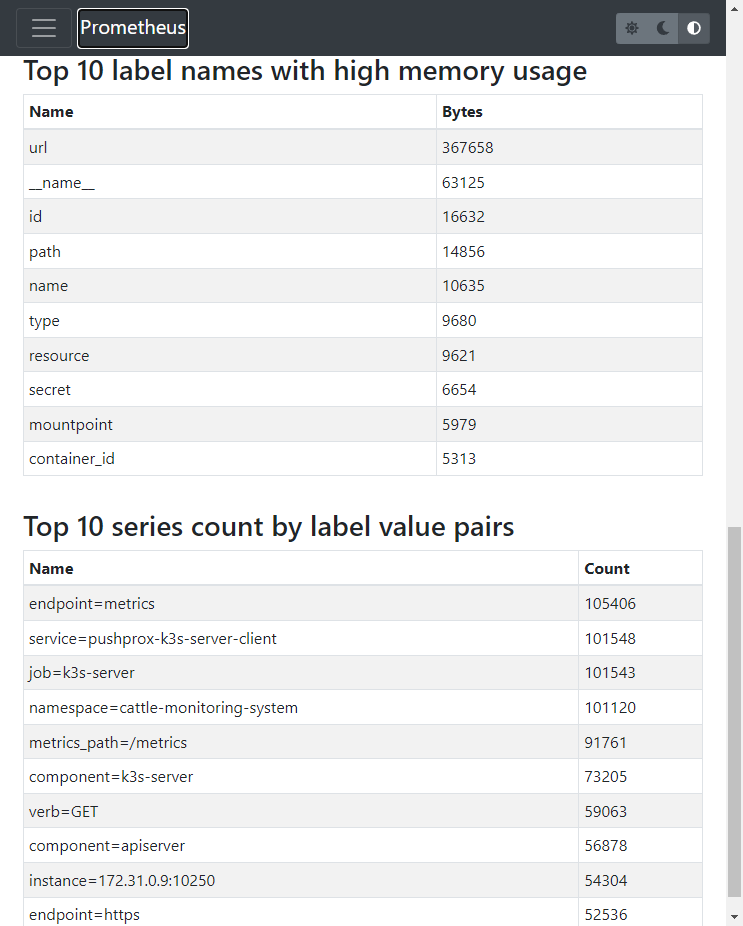 Prometheus
Top 10 label names with high memory usage
Name Bytes
url 367658
__name__ 63125
id 16632
path 14856
name 10635
type 9680
resource 9621
secret 6654
mountpoint 5979
container_id 5313
Top 10 series count by label value pairs
Name Count
endpoint=metrics 105406
service=pushprox-k3s-server-client 101548
job=k3s-server 101543
namespace=cattle-monitoring-system 101120
metrics_path=/metrics 91761
component=k3s-server 73205
verb=GET 59063
component=apiserver 56878
instance=172.31.0.9:10250 54304
endpoint=https 52536